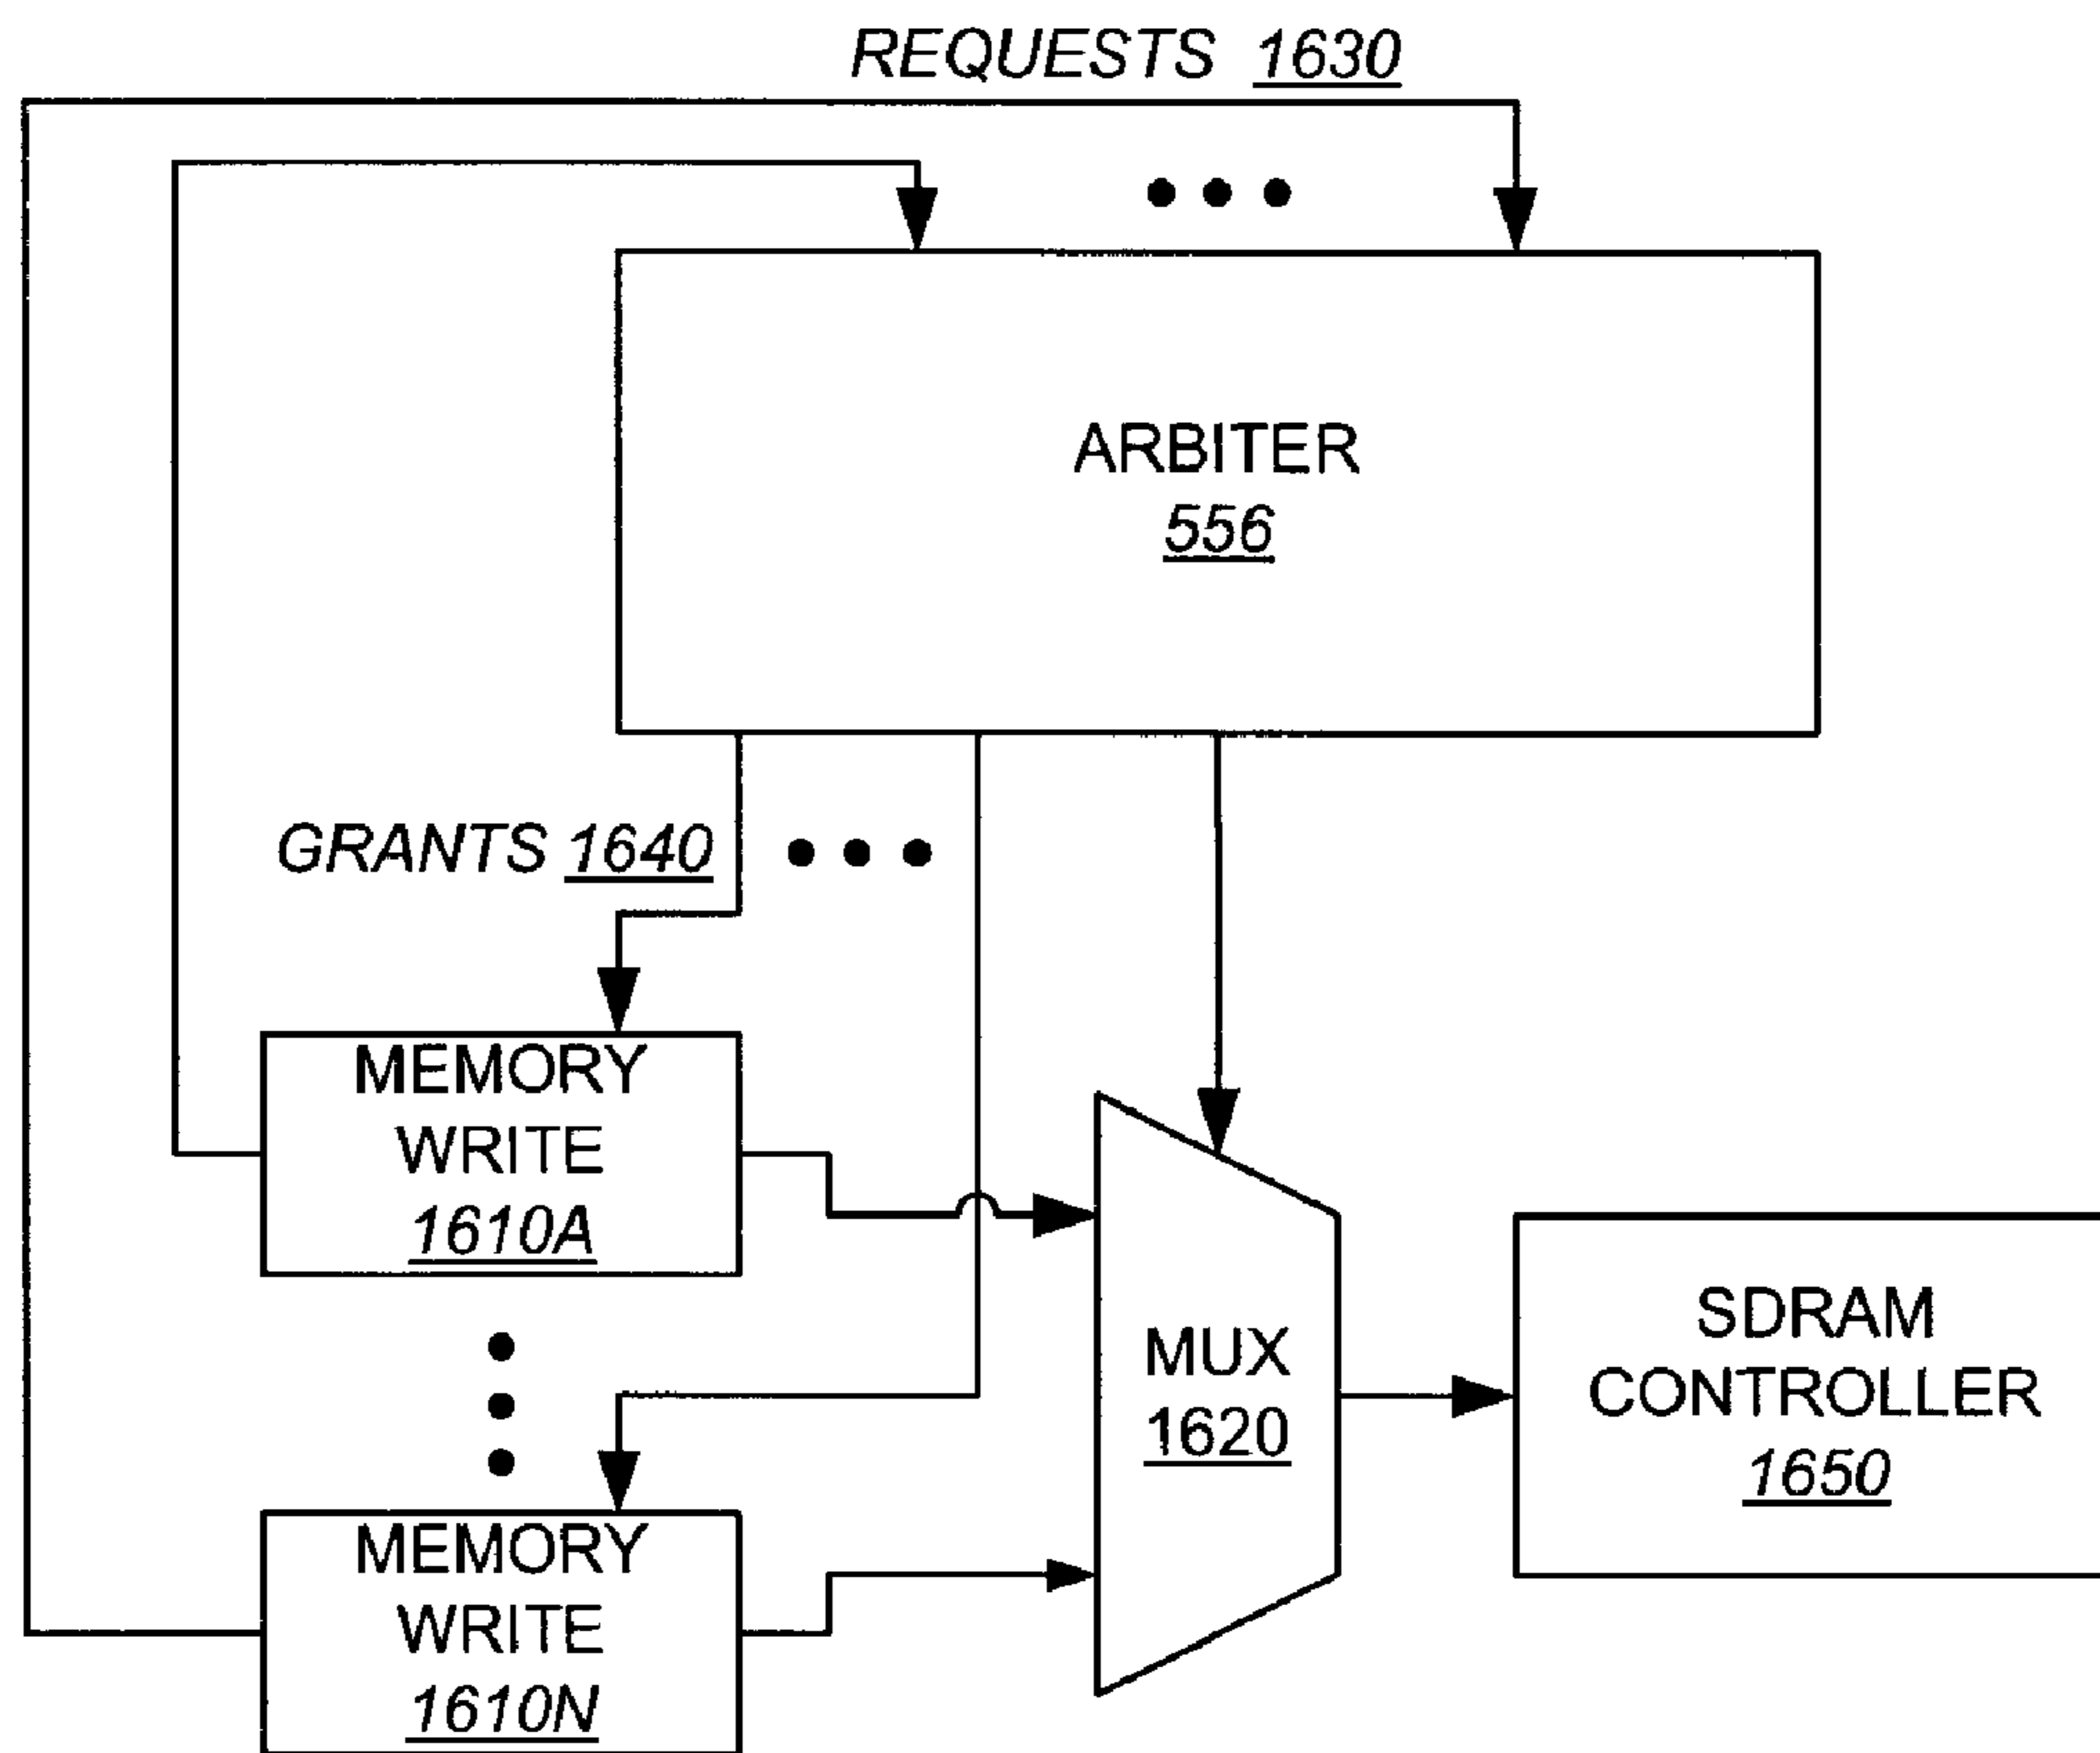 REQUESTS 1630
ARBITER
556
GRANTS 1640
MEMORY
WRITE
1610A
MUX
1620
SDRAM
CONTROLLER
1650
MEMORY
WRITE
1610N